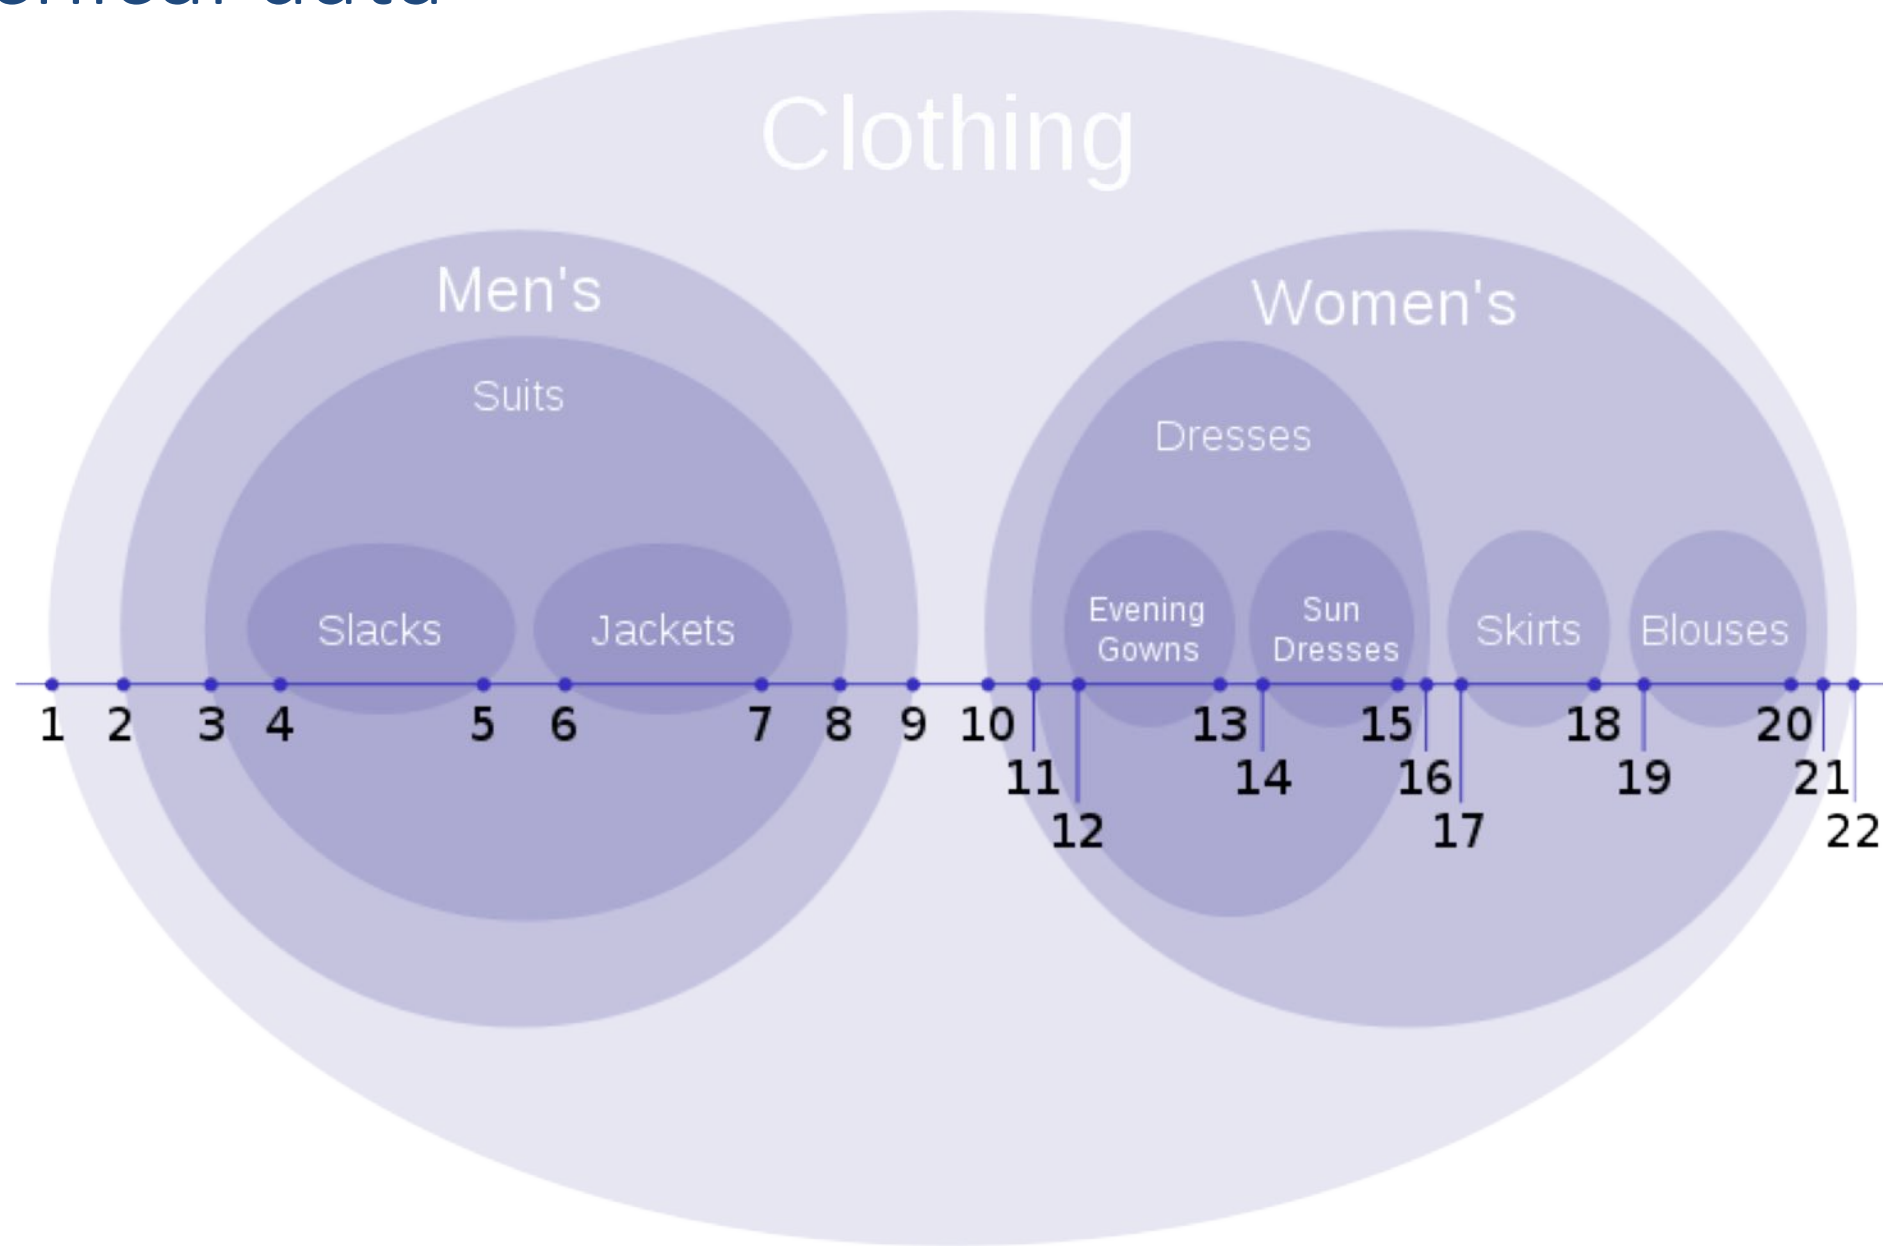 data
Clothing
Men's
Women's
Suits
Dresses
Slacks
Jackets
Evening
Gowns
Sun
Dresses
Skirts
Blouses
1 2 3 4 5 6 7 8 9 10 13 15 18 20
11 14 16 19 21
12 17 22